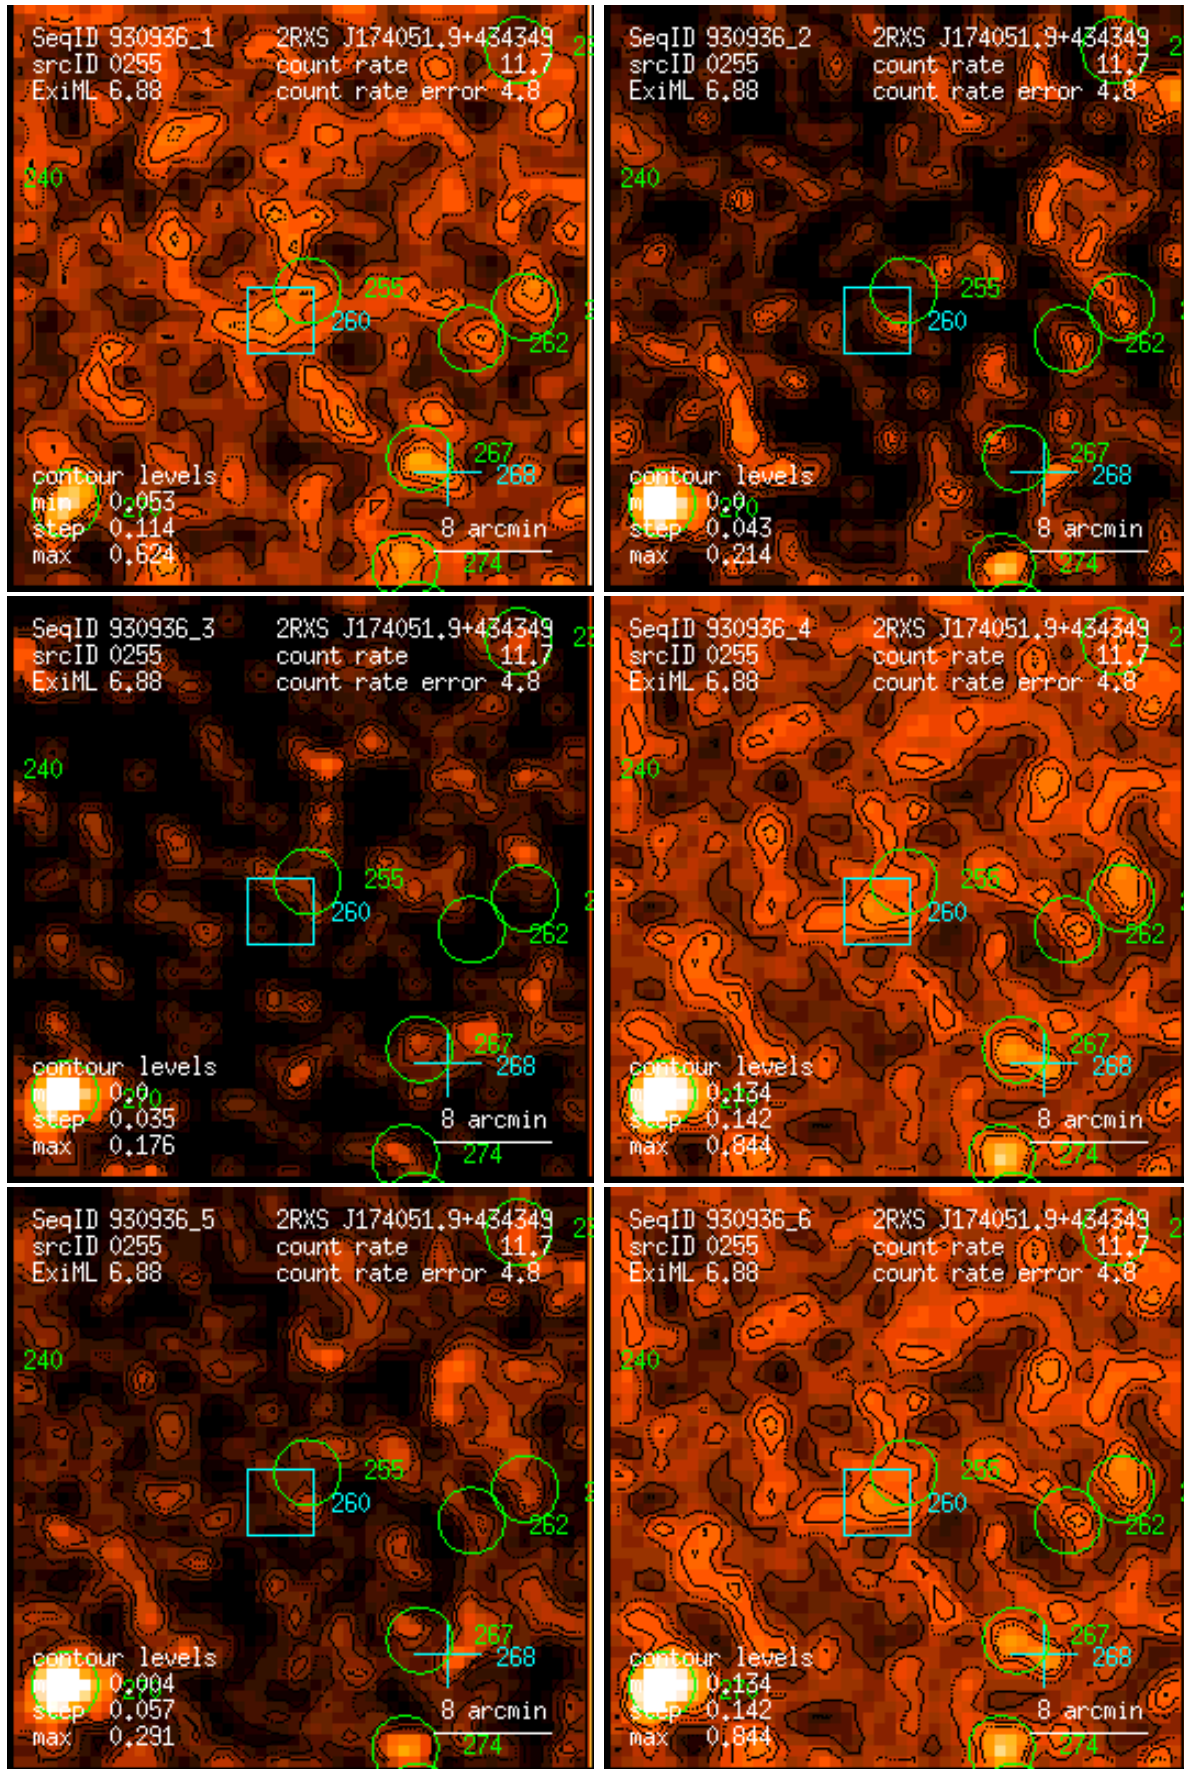 SeqID 930936_1 2RXS J174051.9+434349
srcID 0255 count rate 11.7
ExiML 6.88 count rate error 4.8
240
255
260
262
267
268
contour levels
min 0.053
step 0.114
max 0.624
8 arcmin
274
SeqID 930936_2 2RXS J174051.9+434349
srcID 0255 count rate 11.7
ExiML 6.88 count rate error 4.8
240
255
260
262
267
268
contour levels
0.0
step 0.043
max 0.214
8 arcmin
274
SeqID 930936_3 2RXS J174051.9+434349
srcID 0255 count rate 11.7
ExiML 6.88 count rate error 4.8
240
255
260
262
267
268
contour levels
0.0
step 0.035
max 0.176
8 arcmin
274
SeqID 930936_4 2RXS J174051.9+434349
srcID 0255 count rate 11.7
ExiML 6.88 count rate error 4.8
240
255
260
262
267
268
contour levels
0.134
step 0.142
max 0.844
8 arcmin
274
SeqID 930936_5 2RXS J174051.9+434349
srcID 0255 count rate 11.7
ExiML 6.88 count rate error 4.8
240
255
260
262
267
268
contour levels
0.004
step 0.057
max 0.291
8 arcmin
274
SeqID 930936_6 2RXS J174051.9+434349
srcID 0255 count rate 11.7
ExiML 6.88 count rate error 4.8
240
255
260
262
267
268
contour levels
0.134
step 0.142
max 0.844
8 arcmin
274